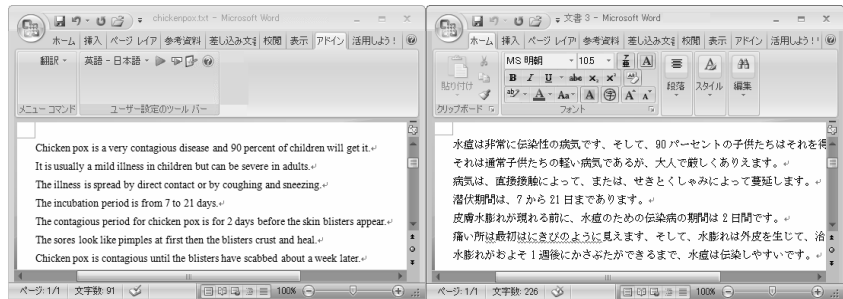 chickenpox.txt - Microsoft Word
ホーム 挿入 ページ レイア 参考資料 差し込み文書 校閲 表示 アドイン 活用しよう!
翻訳 英語 - 日本語
メニュー コマンド ユーザー設定のツール バー
Chicken pox is a very contagious disease and 90 percent of children will get it.
It is usually a mild illness in children but can be severe in adults.
The illness is spread by direct contact or by coughing and sneezing.
The incubation period is from 7 to 21 days.
The contagious period for chicken pox is for 2 days before the skin blisters appear.
The sores look like pimples at first then the blisters crust and heal.
Chicken pox is contagious until the blisters have scabbed about a week later.
ページ: 1/1 文字数: 91 100%
文書 3 - Microsoft Word
ホーム 挿入 ページ レイア 参考資料 差し込み文書 校閲 表示 アドイン 活用しよう!
MS 明朝 10.5
貼り付け
B I U abc X₂ X²
段落 スタイル 編集
クリップボード フォント
水痘は非常に伝染性の病気です、そして、90 パーセントの子供たちはそれを得
それは通常子供たちの軽い病気であるが、大人で厳しくありえます。
病気は、直接接触によって、または、せきとくしゃみによって蔓延します。
潜伏期間は、7 から 21 日まであります。
皮膚水膨れが現れる前に、水痘のための伝染病の期間は 2 日間です。
痛い所は最初はにきびのように見えます、そして、水膨れは外皮を生じて、治
水膨れがおよそ 1 週後にかさぶたができるまで、水痘は伝染しやすいです。
ページ: 1/1 文字数: 226 100%